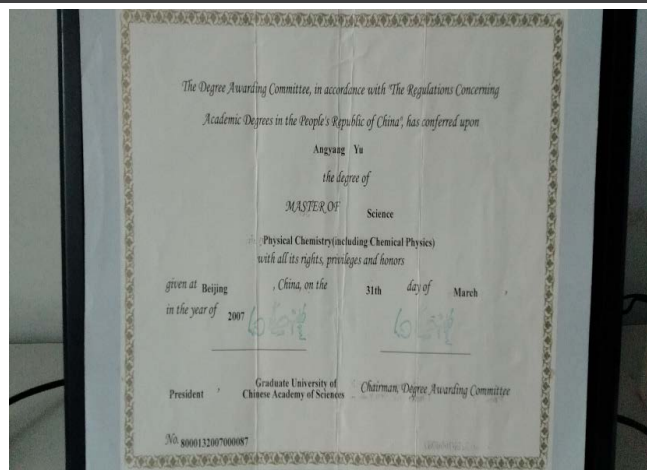 The Degree Awarding Committee, in accordance with 'The Regulations Concerning
Academic Degrees in the People's Republic of China', has conferred upon
Angyang Yu
the degree of
MASTER OF Science
Physical Chemistry(including Chemical Physics)
with all its rights, privileges and honors
given at Beijing , China, on the 31th day of March .
in the year of 2007
President , Graduate University of Chairman, Degree Awarding Committee
Chinese Academy of Sciences
No. 8000132007000087